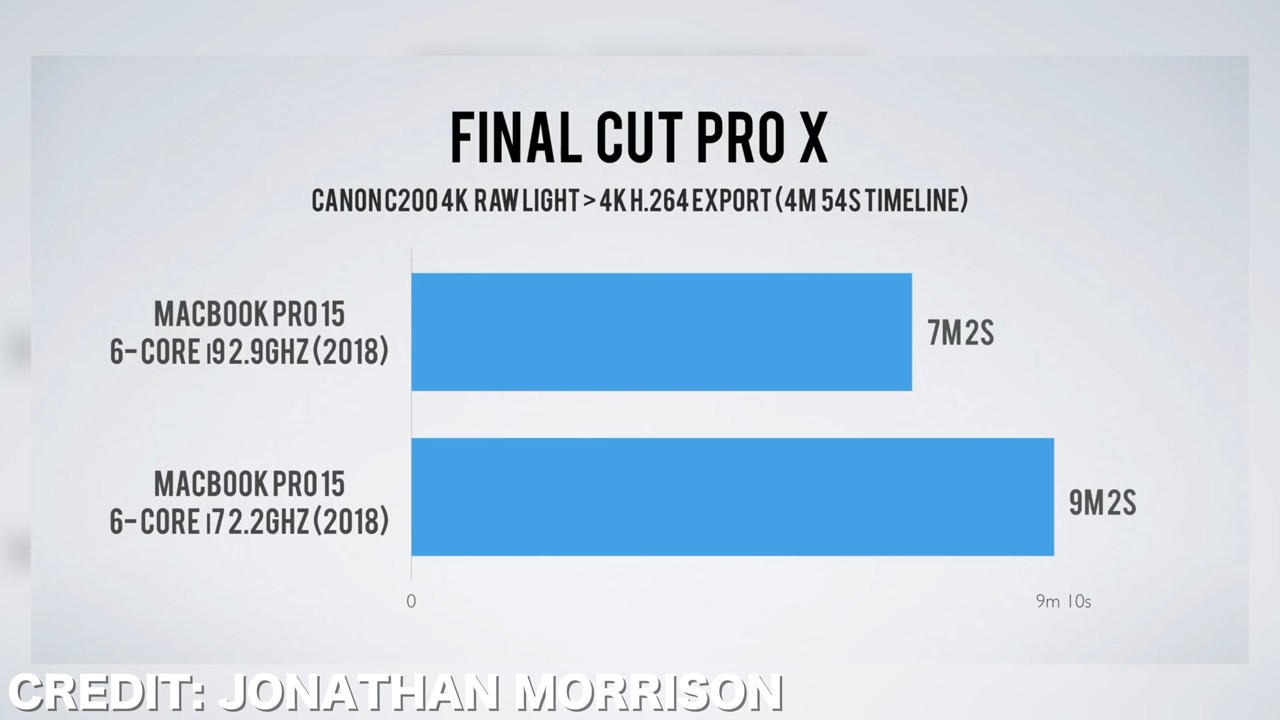 FINAL CUT PRO X
CANON C200 4K RAW LIGHT > 4K H.264 EXPORT (4M 54S TIMELINE)
MACBOOK PRO 15
6-CORE i9 2.9GHZ (2018)
7M 2S
MACBOOK PRO 15
6-CORE i7 2.2GHZ (2018)
9M 2S
0
9m 10s
CREDIT: JONATHAN MORRISON